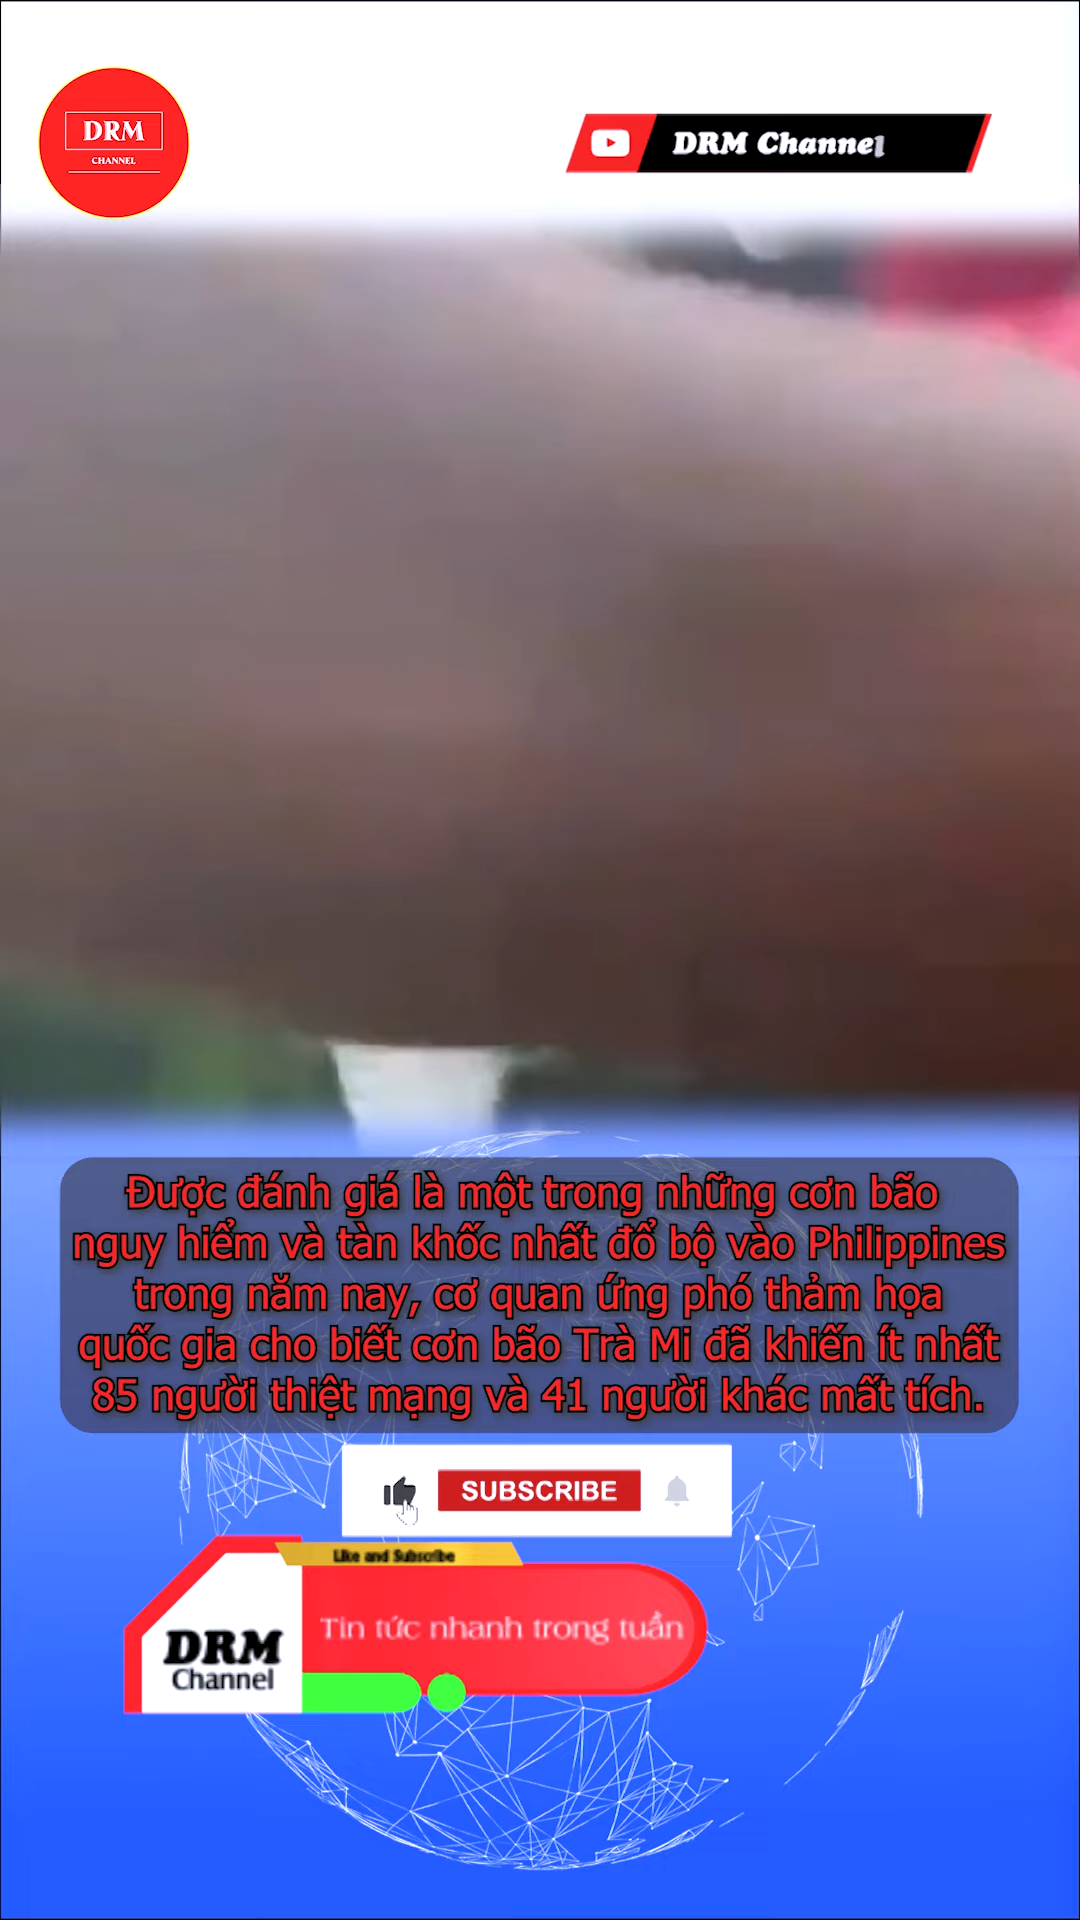 DRM
CHANNEL
DRM Channel
Được đánh giá là một trong những cơn bão
nguy hiểm và tàn khốc nhất đổ bộ vào Philippines
trong năm nay, cơ quan ứng phó thảm họa
quốc gia cho biết cơn bão Trà Mi đã khiến ít nhất
85 người thiệt mạng và 41 người khác mất tích.
SUBSCRIBE
Like and Subscribe
Tin tức nhanh trong tuần
DRM
Channel